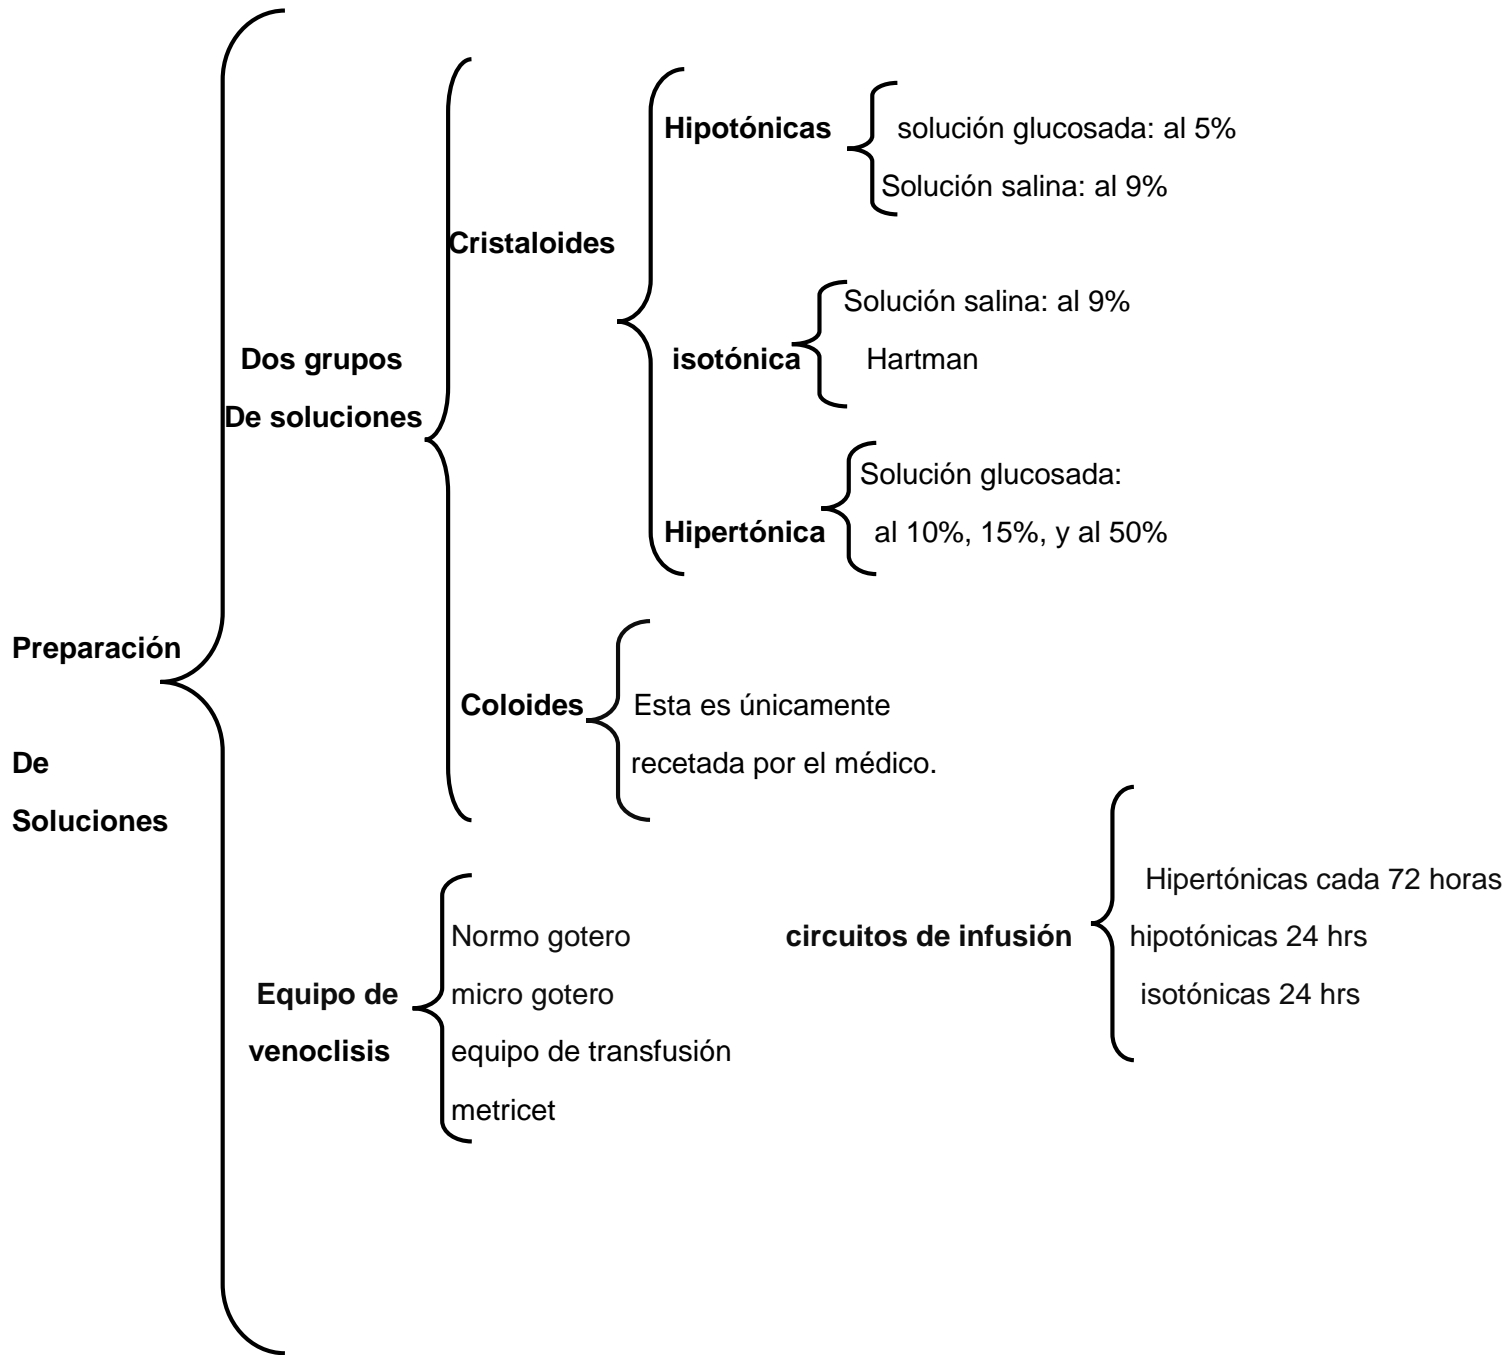 Preparación
De
Soluciones
Dos grupos
De soluciones
Cristaloides
Hipotónicas
solución glucosada: al 5%
Solución salina: al 9%
isotónica
Solución salina: al 9%
Hartman
Hipertónica
Solución glucosada:
al 10%, 15%, y al 50%
Coloides
Esta es únicamente
recetada por el médico.
Equipo de
venoclisis
Normo gotero
micro gotero
equipo de transfusión
metricet
circuitos de infusión
Hipertónicas cada 72 horas
hipotónicas 24 hrs
isotónicas 24 hrs